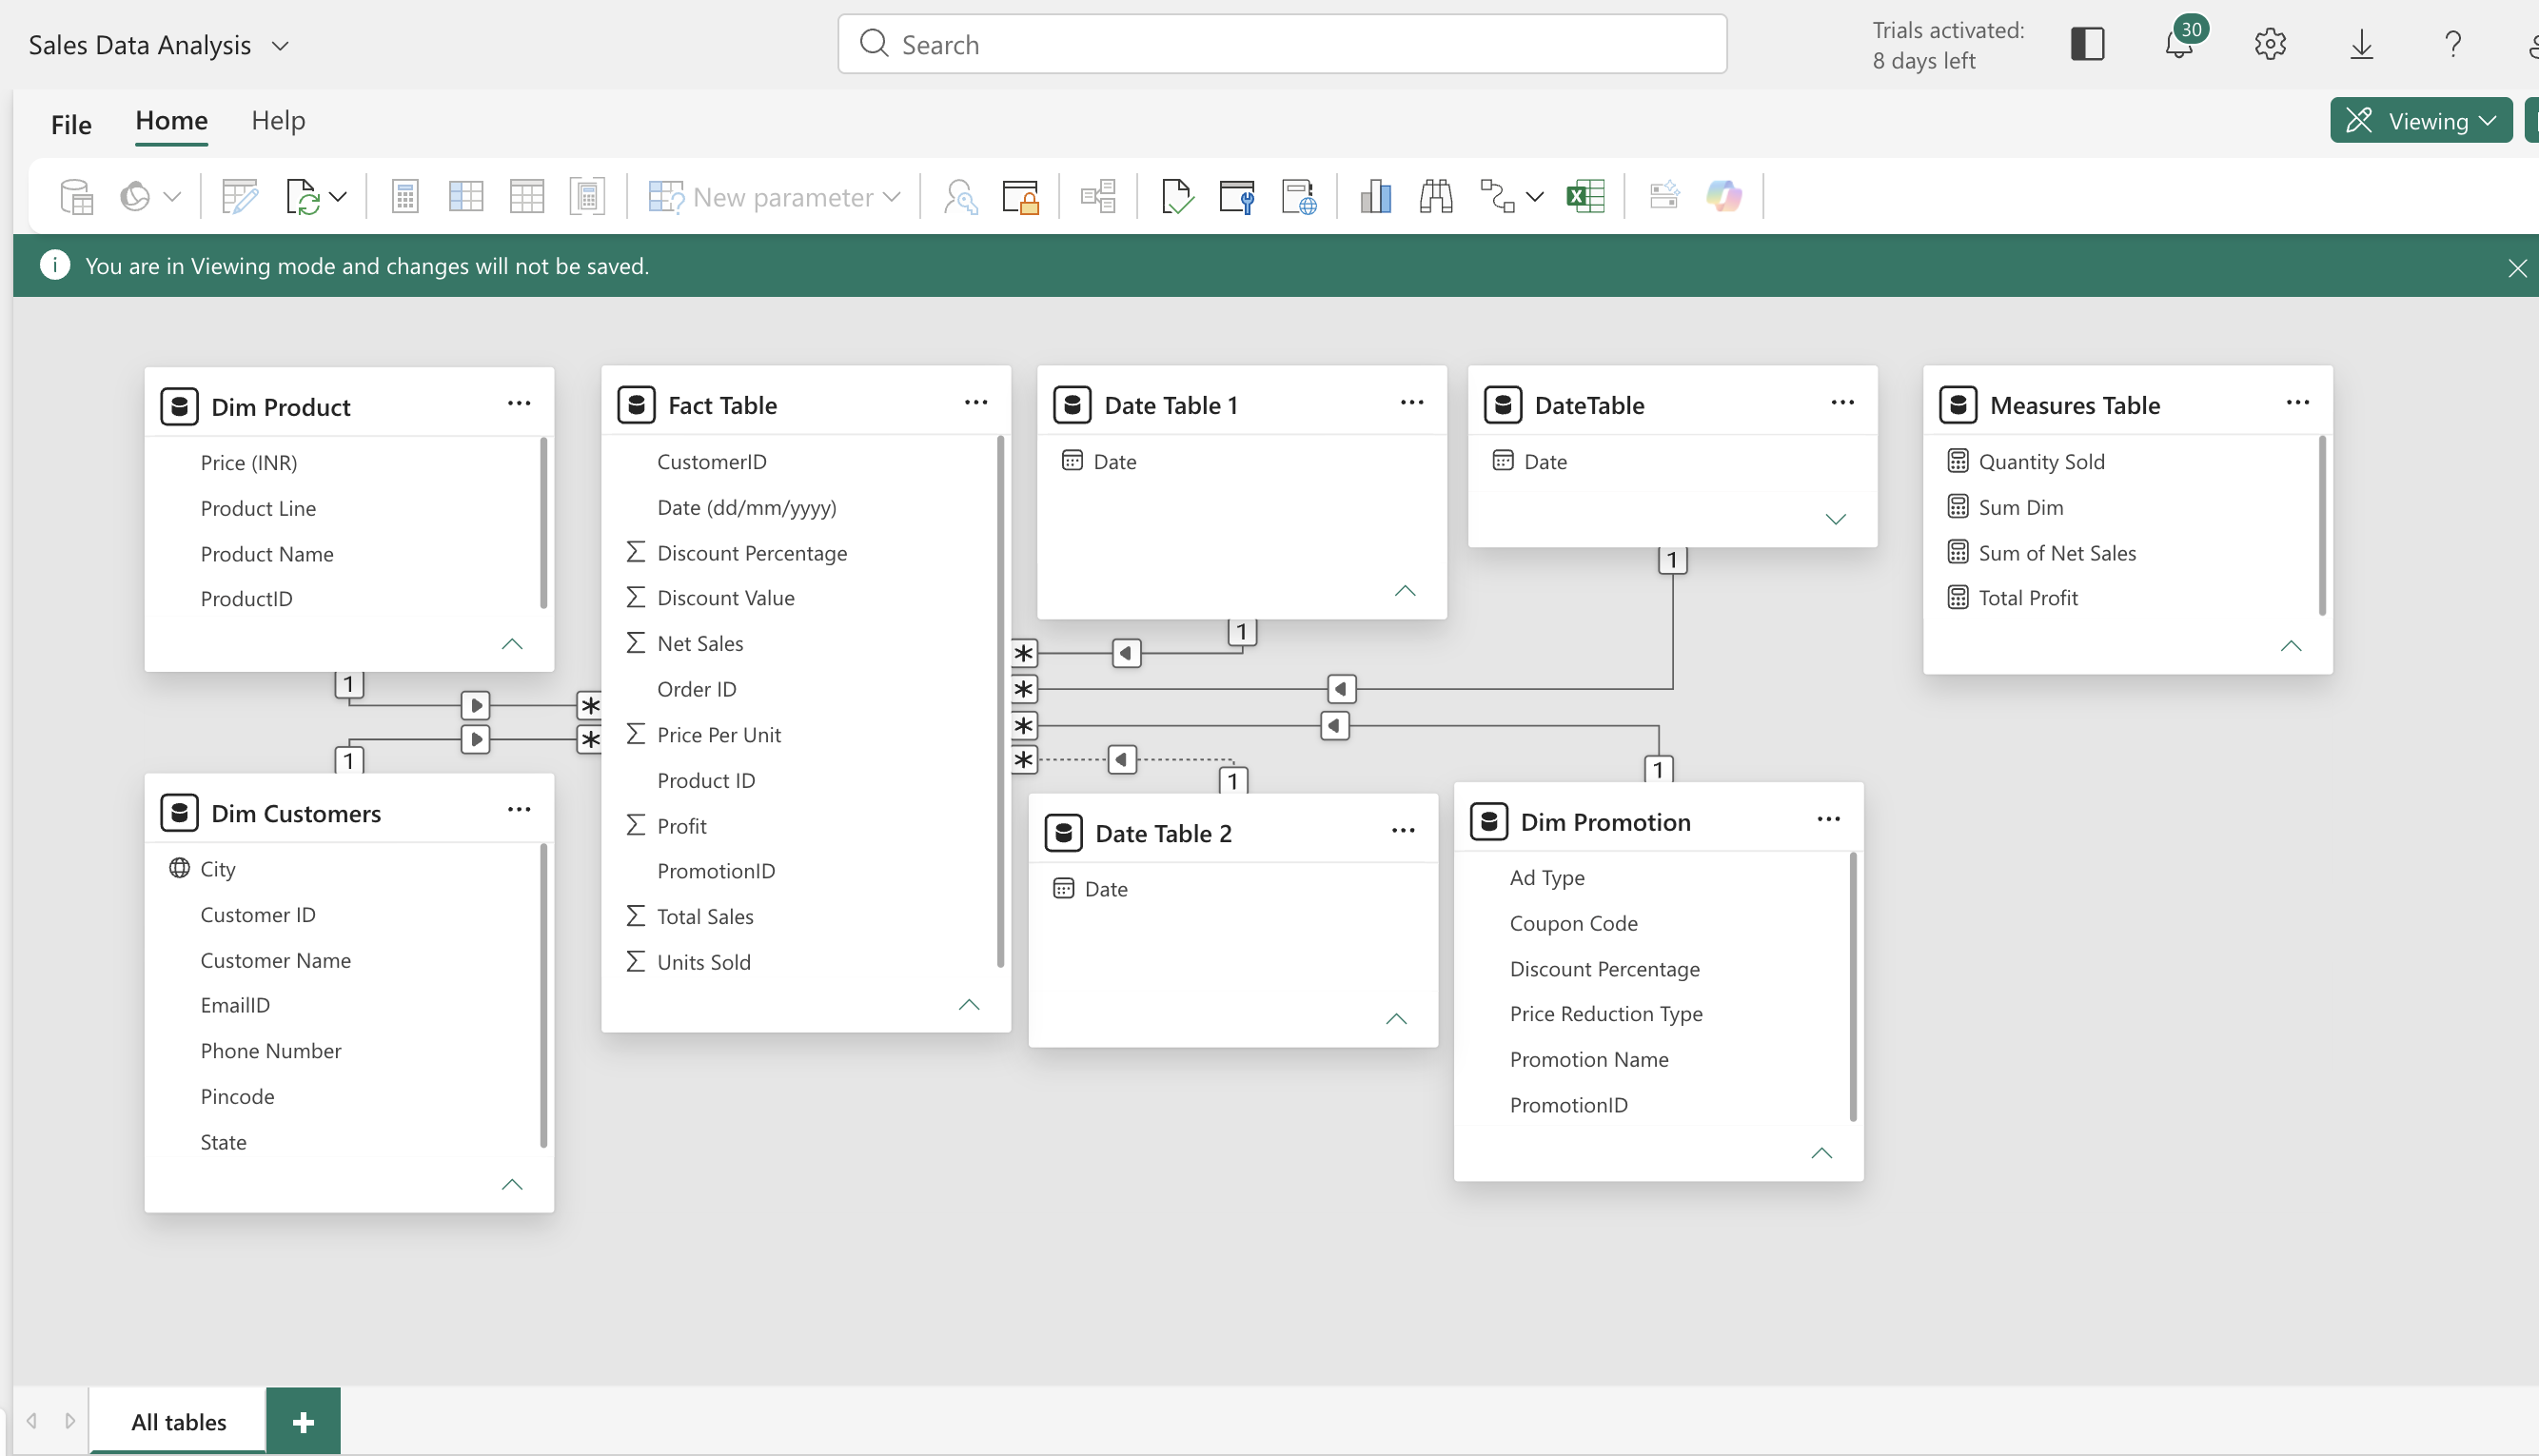 Sales Data Analysis
Search
Trials activated:
8 days left
30
File
Home
Help
Viewing
New parameter
You are in Viewing mode and changes will not be saved.
Dim Product
Price (INR)
Product Line
Product Name
ProductID
1
*
Dim Customers
City
Customer ID
Customer Name
EmailID
Phone Number
Pincode
State
1
*
Fact Table
CustomerID
Date (dd/mm/yyyy)
Σ Discount Percentage
Σ Discount Value
Σ Net Sales
Order ID
Σ Price Per Unit
Product ID
Σ Profit
PromotionID
Σ Total Sales
Σ Units Sold
Date Table 1
Date
1
*
DateTable
Date
1
*
Measures Table
Quantity Sold
Sum Dim
Sum of Net Sales
Total Profit
Date Table 2
Date
1
*
Dim Promotion
Ad Type
Coupon Code
Discount Percentage
Price Reduction Type
Promotion Name
PromotionID
1
*
All tables